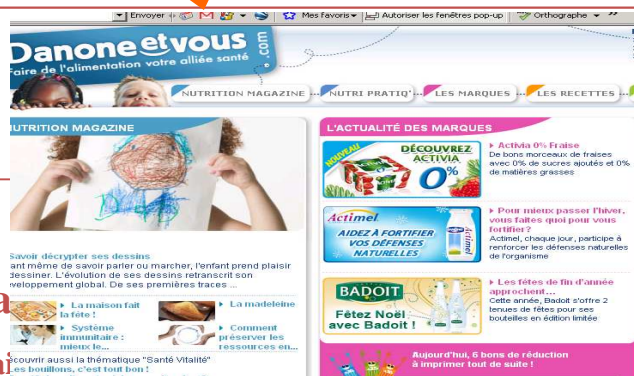 Envoyer
Mes favoris
Autoriser les fenêtres pop-up
Orthographe
Danoneetvous.com
Faire de l'alimentation votre alliée santé
NUTRITION MAGAZINE
NUTRI PRATIQ'
LES MARQUES
LES RECETTES
NUTRITION MAGAZINE
Savoir décrypter ses dessins
ant même de savoir parler ou marcher, l'enfant prend plaisir
dessiner. L'évolution de ses dessins retranscrit son
veloppement global. De ses premières traces ...
La maison fait
la fête !
La madeleine
Système
immunitaire :
mieux le...
Comment
préserver les
ressources en...
écouvrir aussi la thématique "Santé Vitalité"
Les bouillons, c'est tout bon !
L'ACTUALITÉ DES MARQUES
NOUVEAU
DÉCOUVREZ
ACTIVIA
0%
Activia 0% Fraise
De bons morceaux de fraises
avec 0% de sucres ajoutés et 0%
de matières grasses
Actimel
AIDEZ À FORTIFIER
VOS DÉFENSES
NATURELLES
Pour mieux passer l'hiver,
vous faites quoi pour vous
fortifier?
Actimel, chaque jour, participe à
renforcer les défenses naturelles
de l'organisme
BADOIT
Fêtez Noël
avec Badoit !
Les fêtes de fin d'année
approchent...
Cette année, Badoit s'offre 2
tenues de fêtes pour ses
bouteilles en édition limitée
Aujourd'hui, 6 bons de réduction
à imprimer tout de suite !